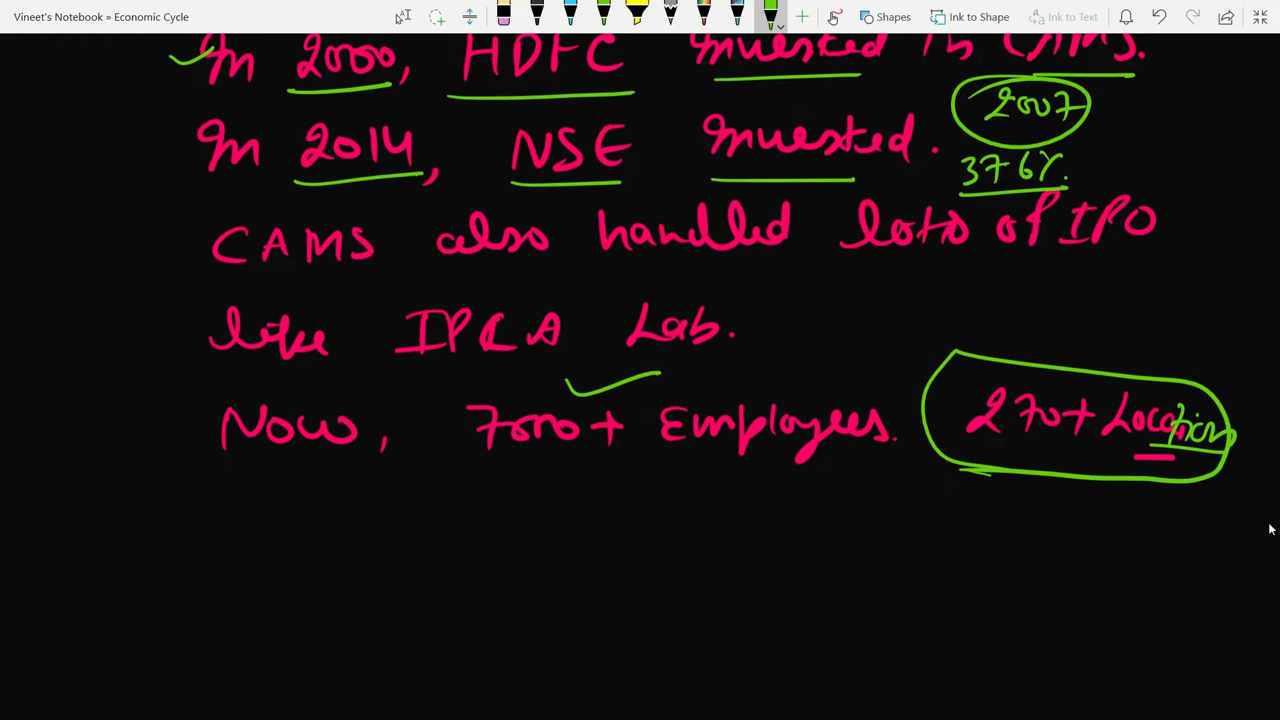 Vineet's Notebook » Economic Cycle
Shapes
Ink to Shape
Ink to Text
In 2000, HDFC Invested in CAMS.
2007
In 2014, NSE Invested.
37.6%.
CAMS also handled lots of IPO
like IPCA Lab.
Now, 7000+ Employees. 270+ Location